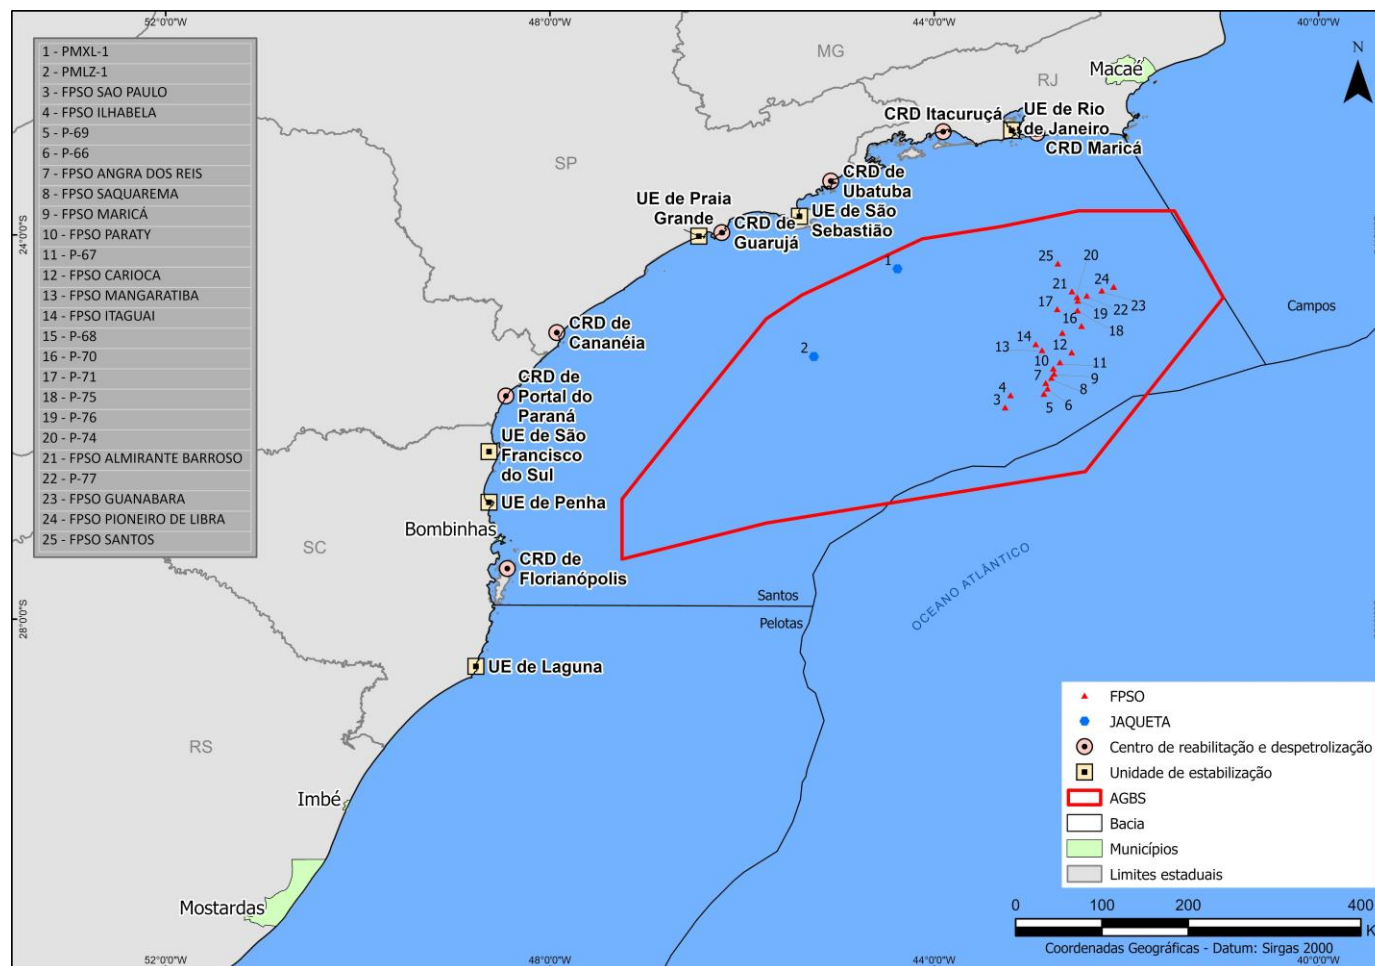 52°0'0"W
48°0'0"W
44°0'0"W
40°0'0"W
1 - PMXL-1
2 - PMLZ-1
3 - FPSO SAO PAULO
4 - FPSO ILHABELA
5 - P-69
6 - P-66
7 - FPSO ANGRA DOS REIS
8 - FPSO SAQUAREMA
9 - FPSO MARICÁ
10 - FPSO PARATY
11 - P-67
12 - FPSO CARIOCA
13 - FPSO MANGARATIBA
14 - FPSO ITAGUAI
15 - P-68
16 - P-70
17 - P-71
18 - P-75
19 - P-76
20 - P-74
21 - FPSO ALMIRANTE BARROSO
22 - P-77
23 - FPSO GUANABARA
24 - FPSO PIONEIRO DE LIBRA
25 - FPSO SANTOS
MG
RJ
Macaé
N
CRD Itacuruçá
UE de Rio
de Janeiro
CRD Maricá
SP
CRD de
Ubatuba
UE de Praia
Grande
CRD de
Guarujá
UE de São
Sebastião
24°0'0"S
1
25
20
21
24
17
16
19
22
23
18
Campos
CRD de
Cananéia
2
14
13
12
10
11
7
9
8
4
3
5
6
CRD de
Portal do
Paraná
UE de São
Francisco
do Sul
UE de Penha
Bombinhas
SC
CRD de
Florianópolis
OCEANO ATLÂNTICO
Santos
Pelotas
28°0'0"S
UE de Laguna
RS
Imbé
Mostardas
FPSO
JAQUETA
Centro de reabilitação e despetrolização
Unidade de estabilização
AGBS
Bacia
Municípios
Limites estaduais
0 100 200 400
K
Coordenadas Geográficas - Datum: Sirgas 2000
52°0'0"W
48°0'0"W
44°0'0"W
40°0'0"W